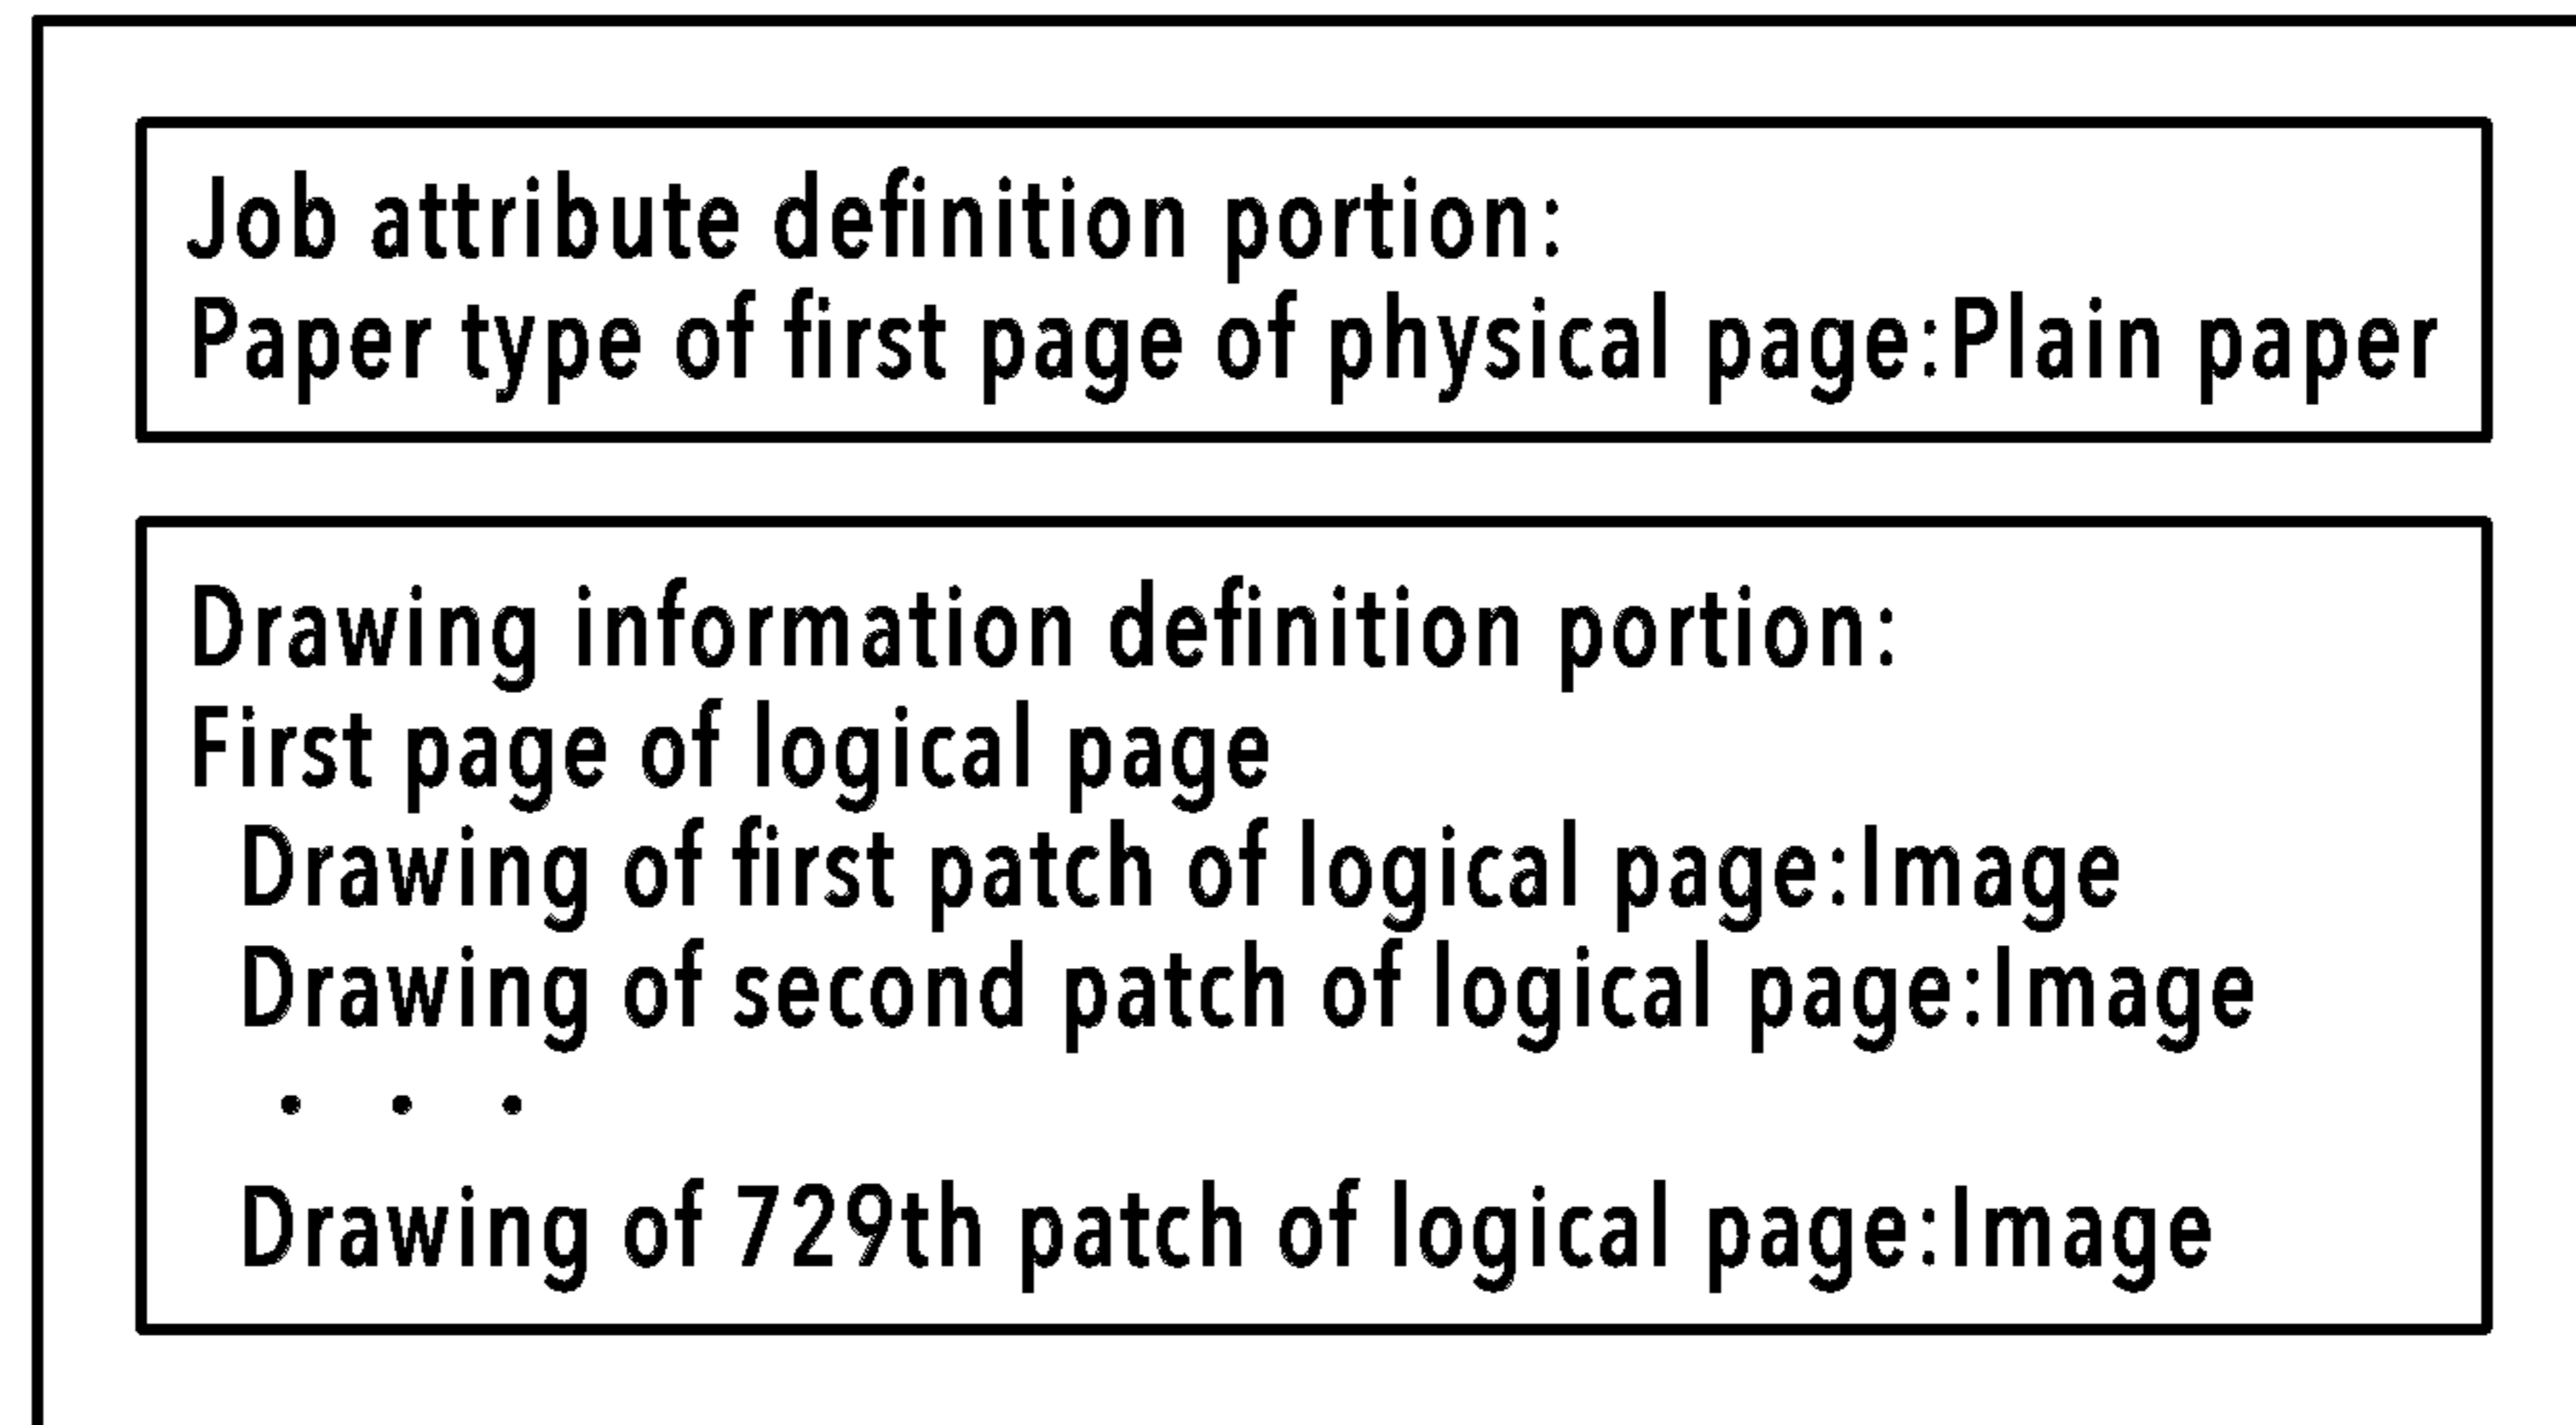 Job attribute definition portion:
Paper type of first page of physical page:Plain paper
Drawing information definition portion:
First page of logical page
Drawing of first patch of logical page:Image
Drawing of second patch of logical page:Image
・ ・ ・
Drawing of 729th patch of logical page:Image